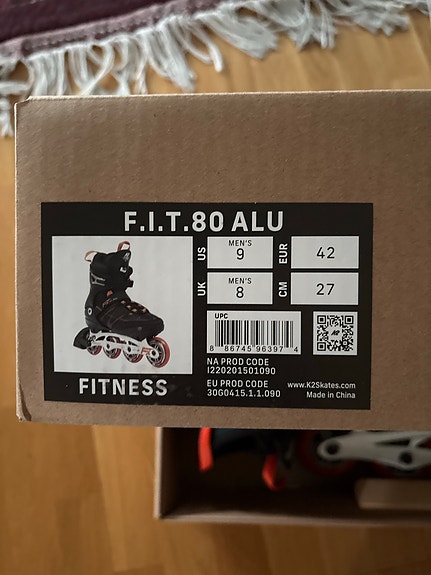 F.I.T.80 ALU
US MEN'S 9 EUR 42
UK MEN'S 8 CM 27
UPC
8 86745 96397 4
NA PROD CODE
I220201501090
EU PROD CODE
30G0415.1.1.090
www.K2Skates.com
Made in China
FITNESS